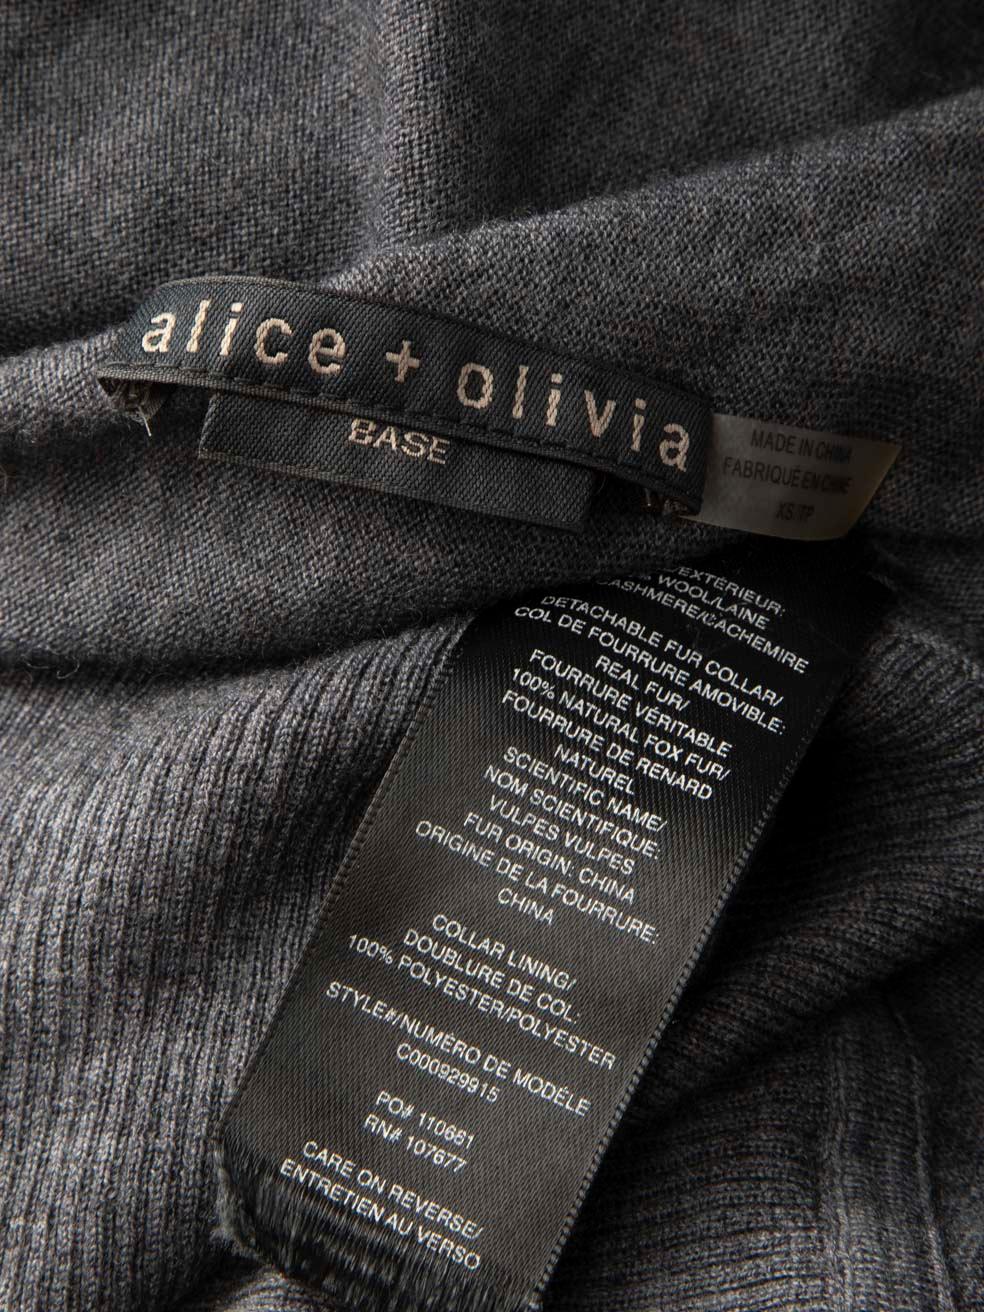 alice + olivia
BASE
MADE IN CHINA
FABRIQUÉ EN CHINE
XS/TP
EXTÉRIEUR:
WOOL/LAINE
CASHMERE/CACHEMIRE
DETACHABLE FUR COLLAR/
COL DE FOURRURE AMOVIBLE:
REAL FUR/
FOURRURE VÉRITABLE
100% NATURAL FOX FUR/
FOURRURE DE RENARD
NATUREL
SCIENTIFIC NAME/
NOM SCIENTIFIQUE:
VULPES VULPES
FUR ORIGIN: CHINA
ORIGINE DE LA FOURRURE:
CHINA
COLLAR LINING/
DOUBLURE DE COL:
100% POLYESTER/POLYESTER
STYLE#/NUMÉRO DE MODÈLE
C000929915
PO# 110661
RN# 107677
CARE ON REVERSE/
ENTRETIEN AU VERSO